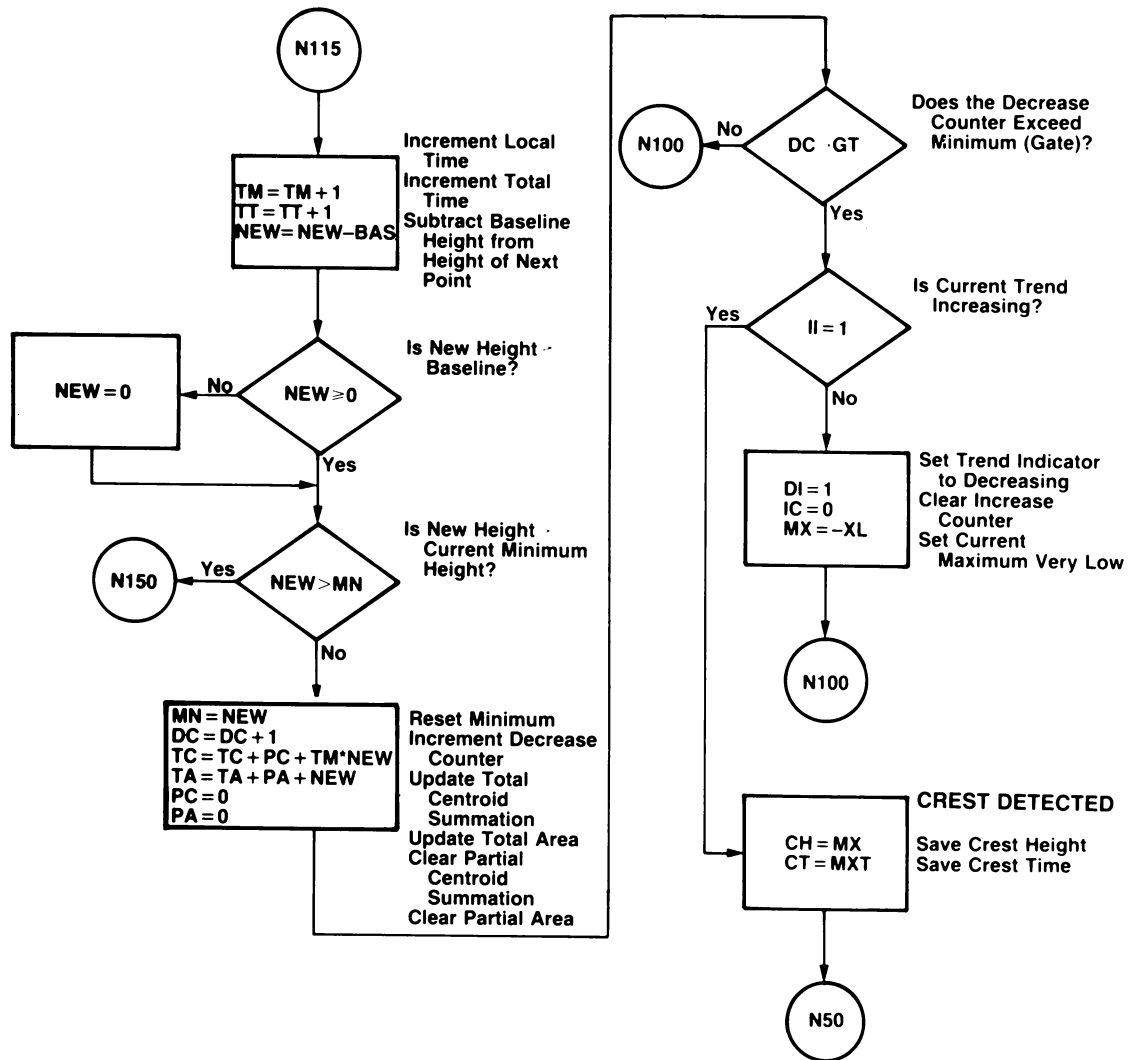 N115
TM = TM + 1
TT = TT + 1
NEW = NEW–BAS
Increment Local
Time
Increment Total
Time
Subtract Baseline
Height from
Height of Next
Point
NEW ⩾ 0
Is New Height
Baseline?
No
NEW = 0
Yes
NEW > MN
Is New Height
Current Minimum
Height?
Yes
N150
No
MN = NEW
DC = DC + 1
TC = TC + PC + TM*NEW
TA = TA + PA + NEW
PC = 0
PA = 0
Reset Minimum
Increment Decrease
Counter
Update Total
Centroid
Summation
Update Total Area
Clear Partial
Centroid
Summation
Clear Partial Area
DC · GT
Does the Decrease
Counter Exceed
Minimum (Gate)?
No
N100
Yes
II = 1
Is Current Trend
Increasing?
Yes
No
DI = 1
IC = 0
MX = –XL
Set Trend Indicator
to Decreasing
Clear Increase
Counter
Set Current
Maximum Very Low
N100
CREST DETECTED
CH = MX
CT = MXT
Save Crest Height
Save Crest Time
N50